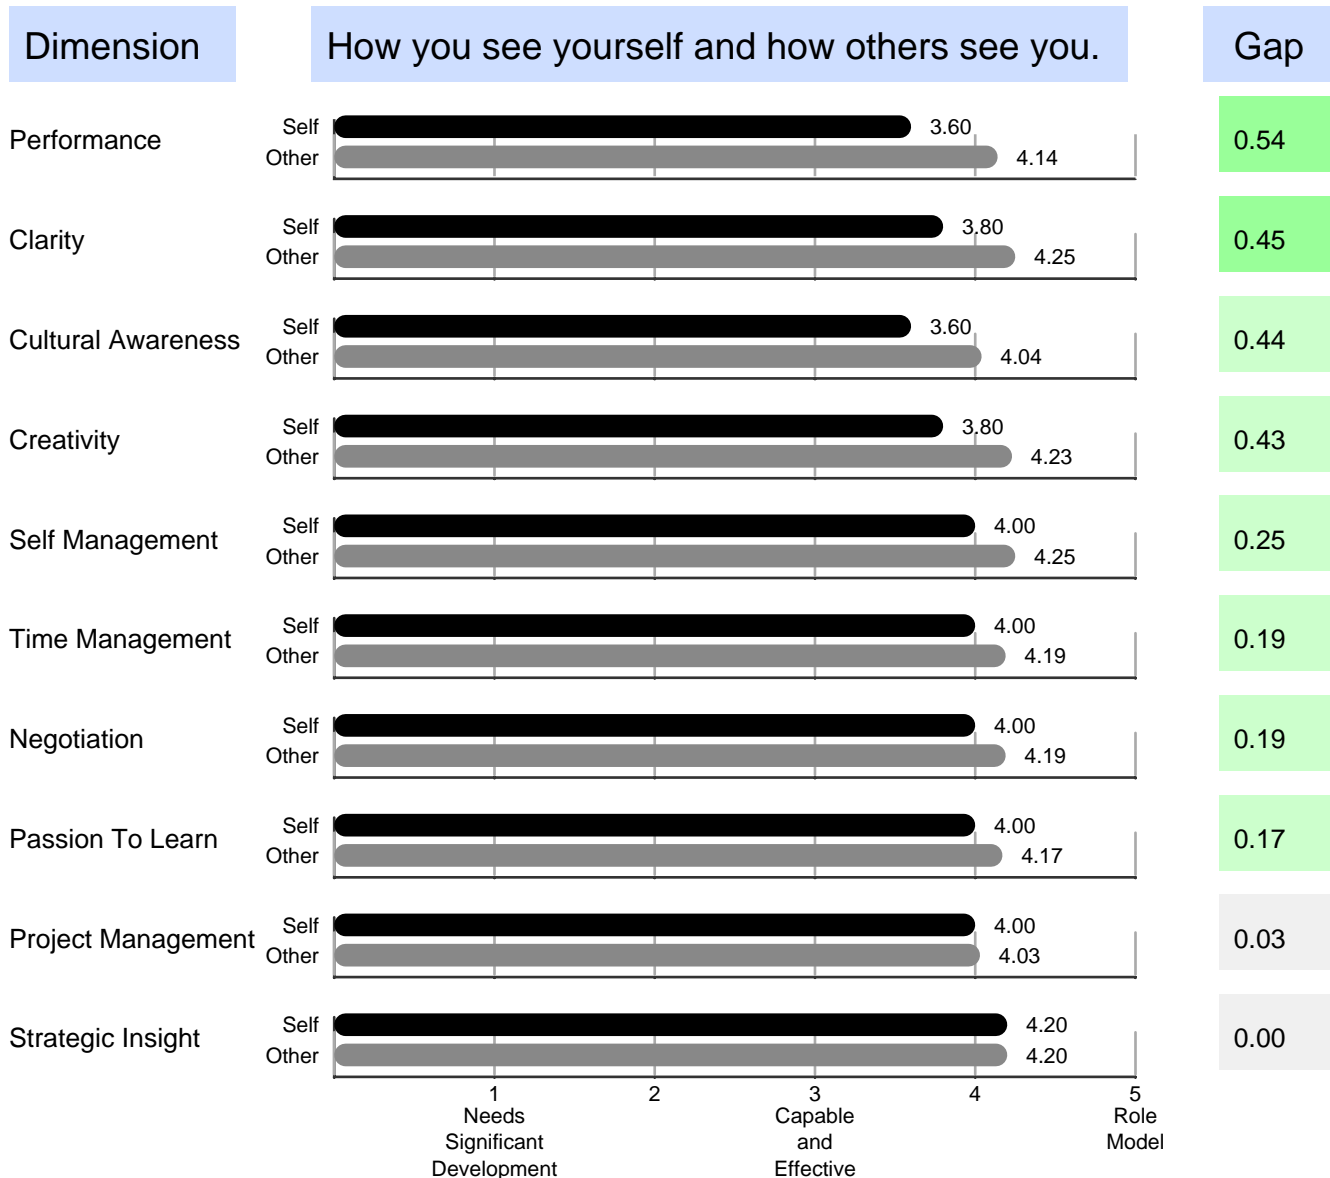 Dimension
How you see yourself and how others see you.
Gap
Performance
Self
3.60
Other
4.14
0.54
Clarity
Self
3.80
Other
4.25
0.45
Cultural Awareness
Self
3.60
Other
4.04
0.44
Creativity
Self
3.80
Other
4.23
0.43
Self Management
Self
4.00
Other
4.25
0.25
Time Management
Self
4.00
Other
4.19
0.19
Negotiation
Self
4.00
Other
4.19
0.19
Passion To Learn
Self
4.00
Other
4.17
0.17
Project Management
Self
4.00
Other
4.03
0.03
Strategic Insight
Self
4.20
Other
4.20
0.00
1
Needs
Significant
Development
2
3
Capable
and
Effective
4
5
Role
Model